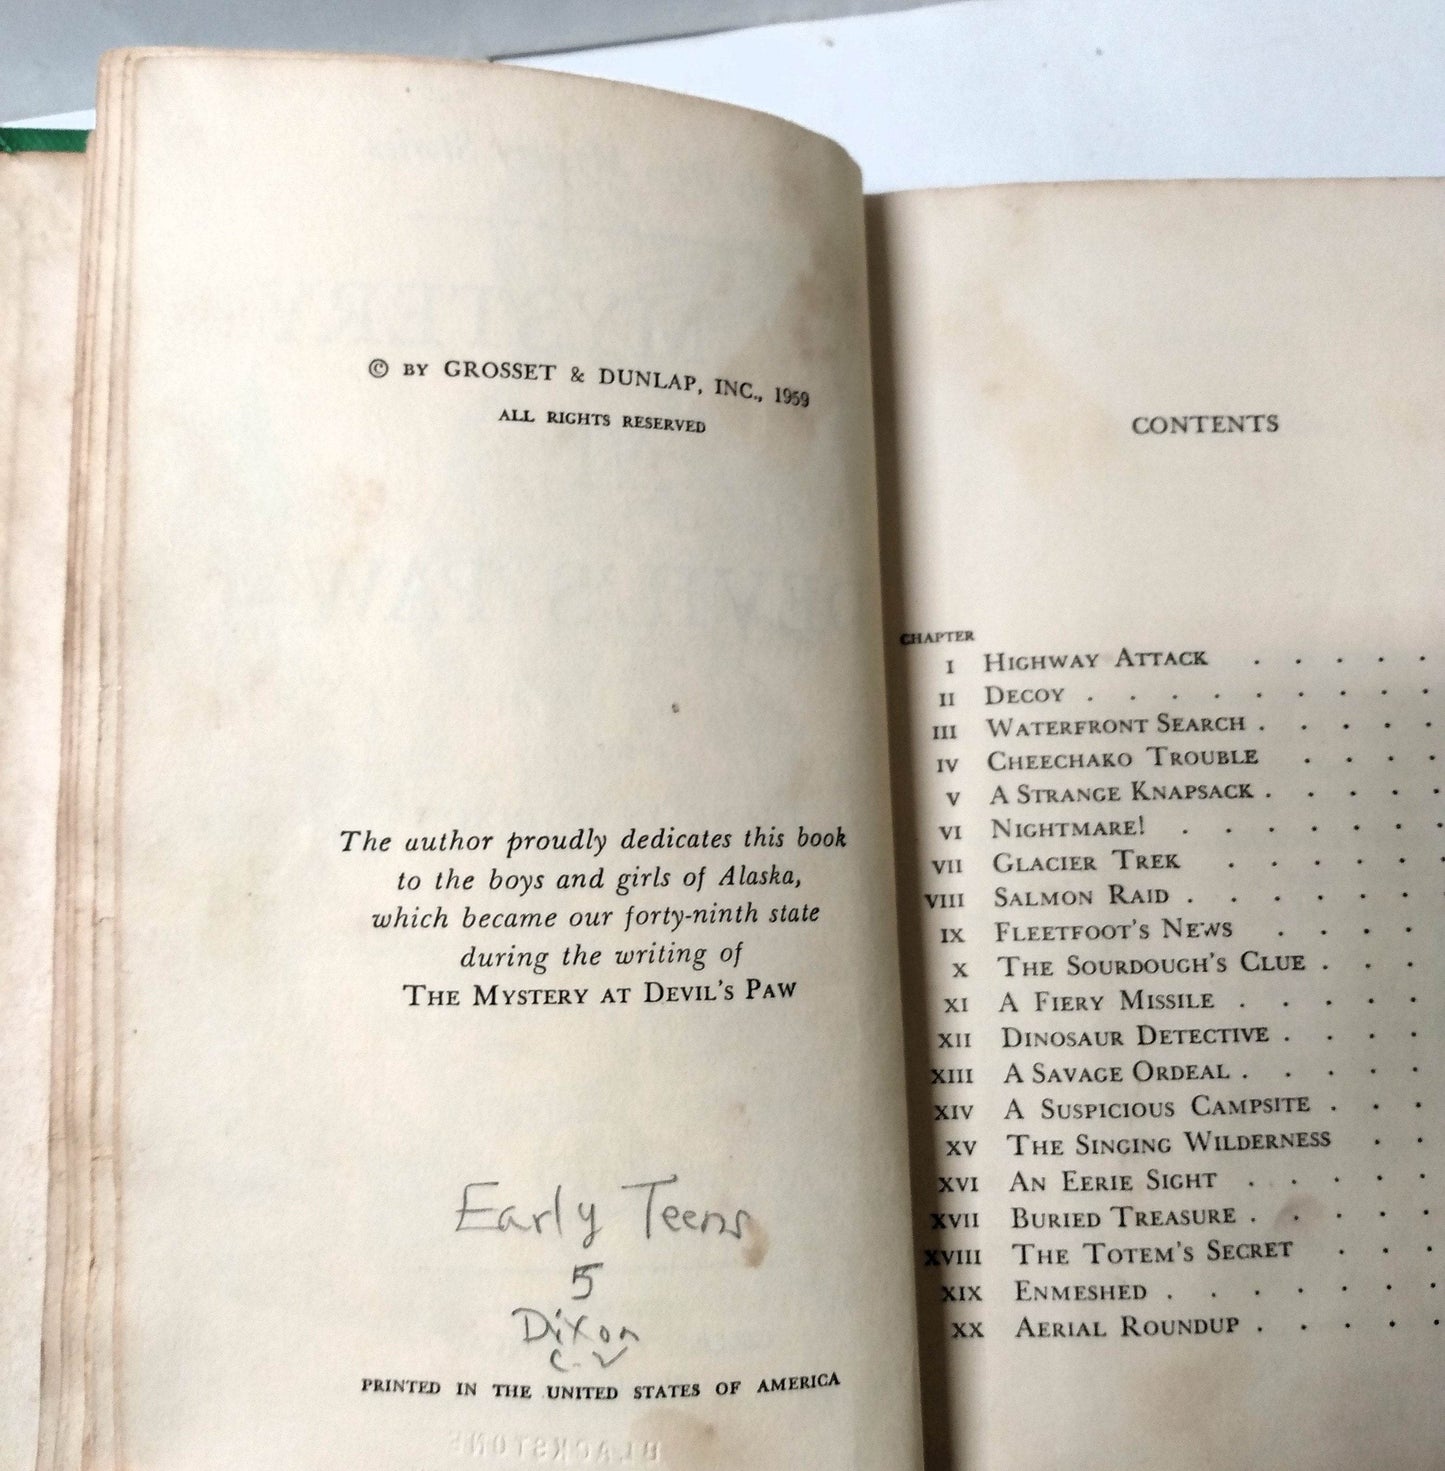 © BY GROSSET & DUNLAP, INC., 1959
ALL RIGHTS RESERVED
The author proudly dedicates this book
to the boys and girls of Alaska,
which became our forty-ninth state
during the writing of
THE MYSTERY AT DEVIL'S PAW
Early Teens
5
Dixon
PRINTED IN THE UNITED STATES OF AMERICA
BLACKSTONE
CONTENTS
CHAPTER
I HIGHWAY ATTACK . . . . .
II DECOY . . . . . . . . .
III WATERFRONT SEARCH . . . . .
IV CHEECHAKO TROUBLE . . . .
V A STRANGE KNAPSACK . . . . .
VI NIGHTMARE! . . . . . . .
VII GLACIER TREK . . . . . .
VIII SALMON RAID . . . . . .
IX FLEETFOOT'S NEWS . . . .
X THE SOURDOUGH'S CLUE . . .
XI A FIERY MISSILE . . . . .
XII DINOSAUR DETECTIVE . . . .
XIII A SAVAGE ORDEAL . . . . .
XIV A SUSPICIOUS CAMPSITE . . .
XV THE SINGING WILDERNESS . .
XVI AN EERIE SIGHT . . . . .
XVII BURIED TREASURE . . . . .
XVIII THE TOTEM'S SECRET . . .
XIX ENMESHED . . . . . . .
XX AERIAL ROUNDUP . . . . .